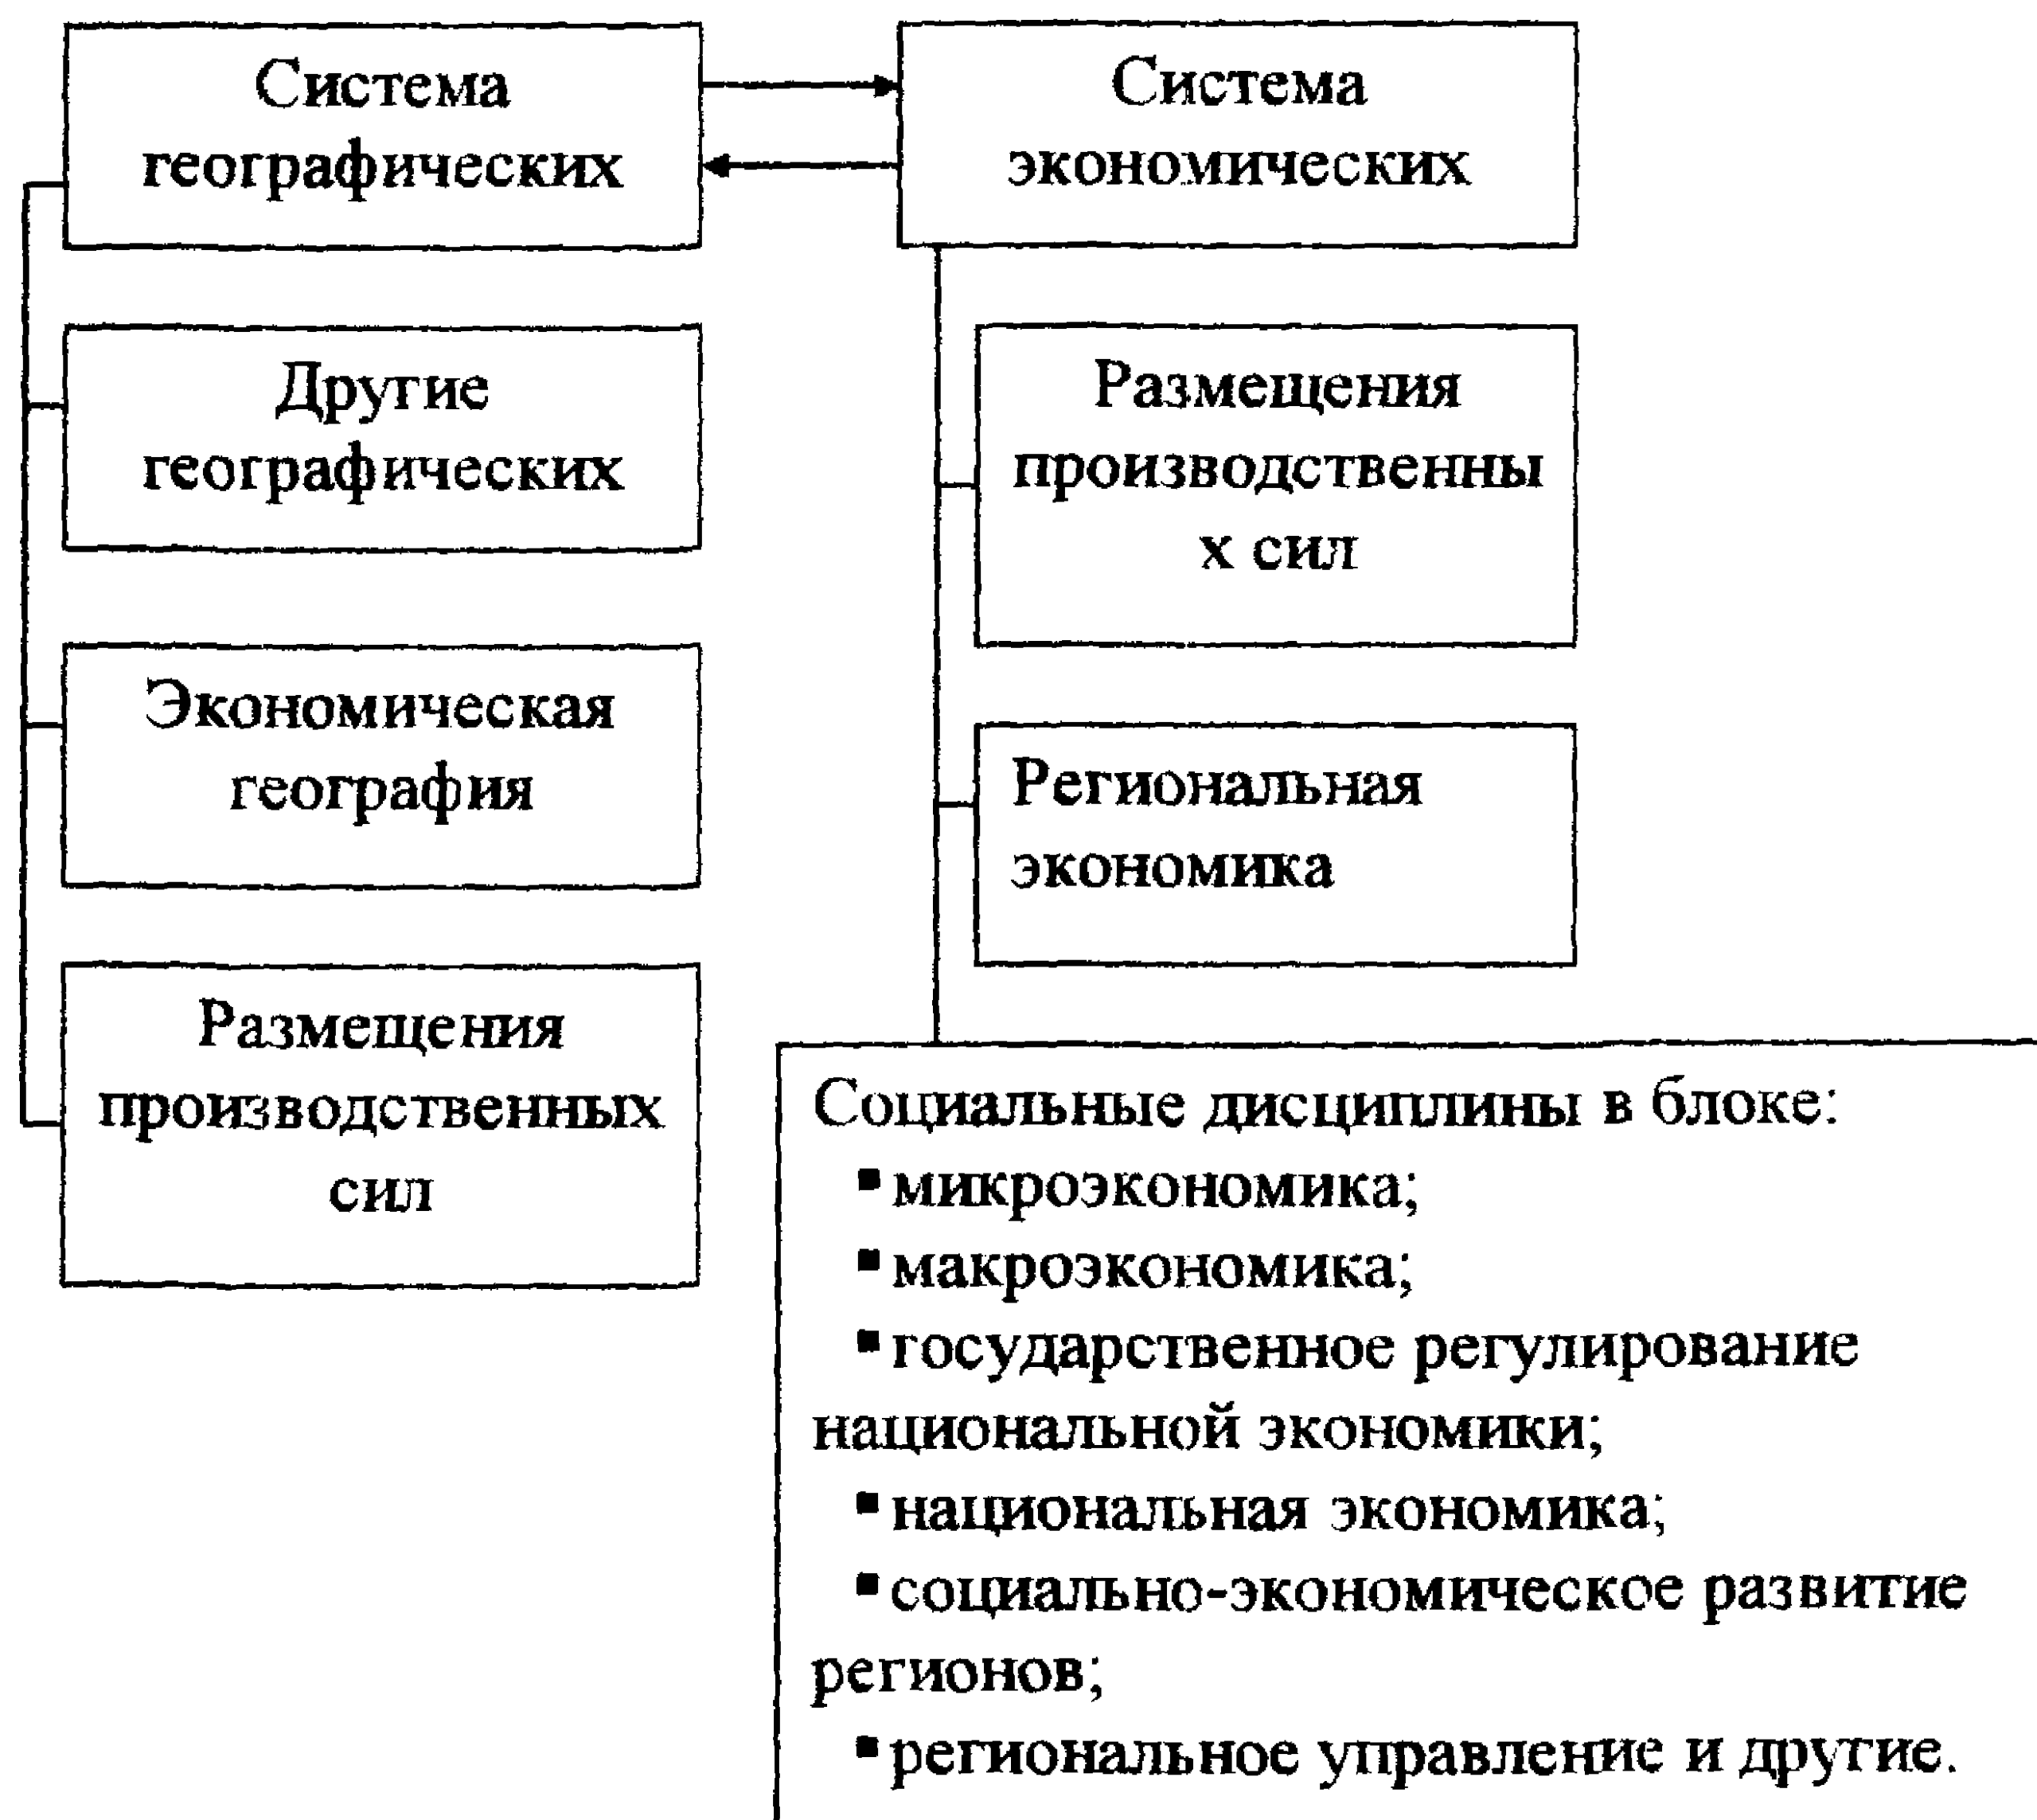 Система
географических
Система
экономических
Другие
географических
Экономическая
география
Размещения
производственных
сил
Размещения
производственны
х сил
Региональная
экономика
Социальные дисциплины в блоке:
▪микроэкономика;
▪макроэкономика;
▪государственное регулирование
национальной экономики;
▪национальная экономика;
▪социально-экономическое развитие
регионов;
▪региональное управление и другие.